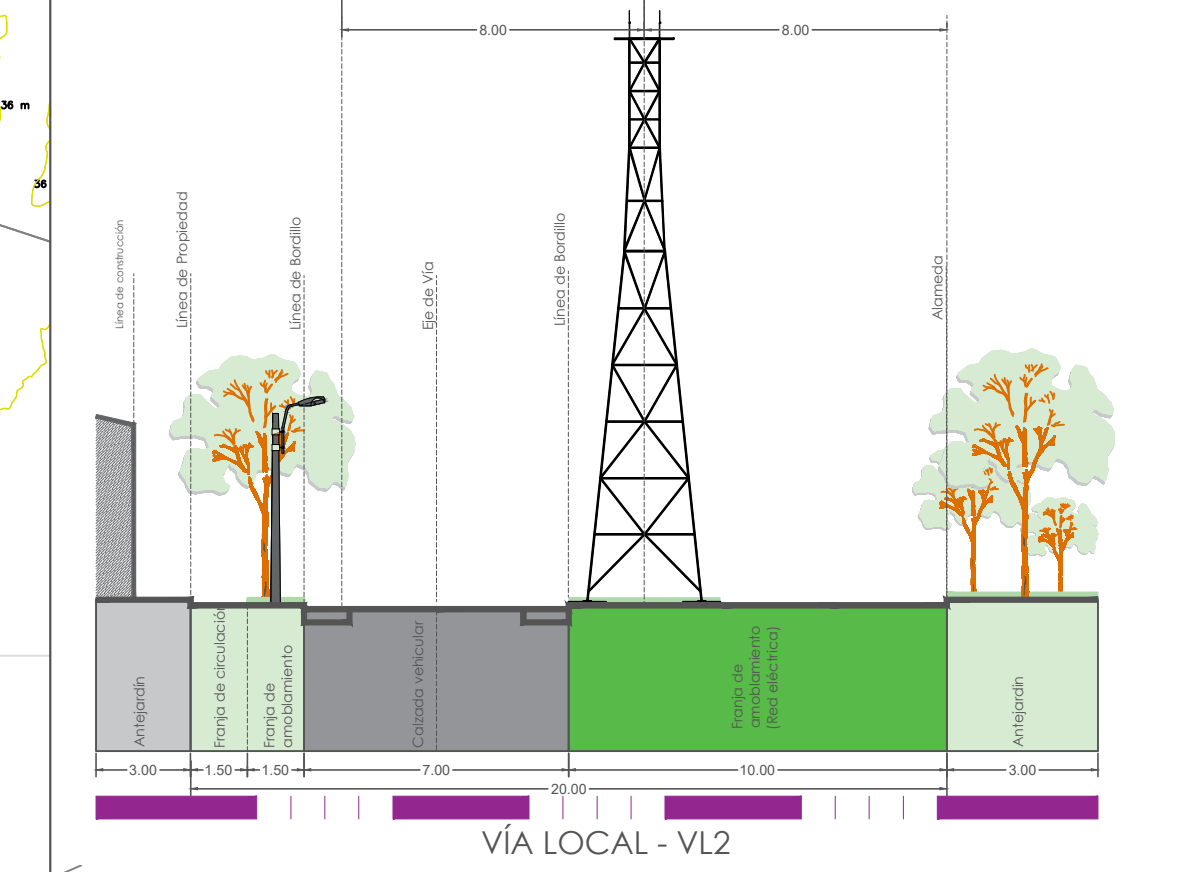 8.00
8.00
36 m
36
Línea de construcción
Línea de Propiedad
Línea de Bordillo
Eje de Vía
Línea de Bordillo
Alameda
Antejardín
Franja de circulación
Franja de
amoblamiento
Calzada vehicular
Franja de
amoblamiento
(Red eléctrica)
Antejardín
3.00
1.50
1.50
7.00
10.00
3.00
20.00
VÍA LOCAL - VL2